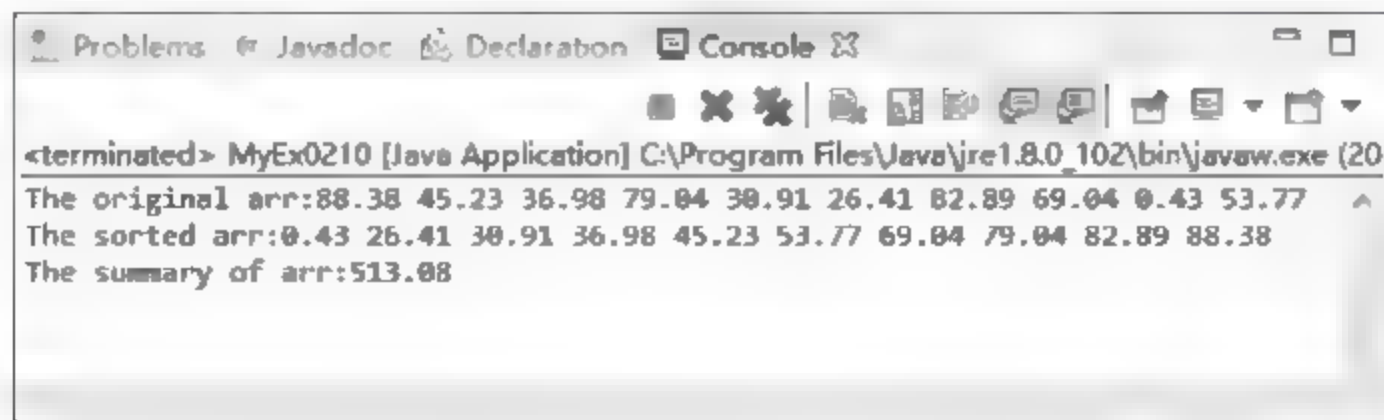 Problems Javadoc Declaration Console
<terminated> MyEx0210 [Java Application] C:\Program Files\Java\jre1.8.0_102\bin\javaw.exe (20
The original arr:88.38 45.23 36.98 79.04 30.91 26.41 82.89 69.04 0.43 53.77
The sorted arr:0.43 26.41 30.91 36.98 45.23 53.77 69.04 79.04 82.89 88.38
The summary of arr:513.08